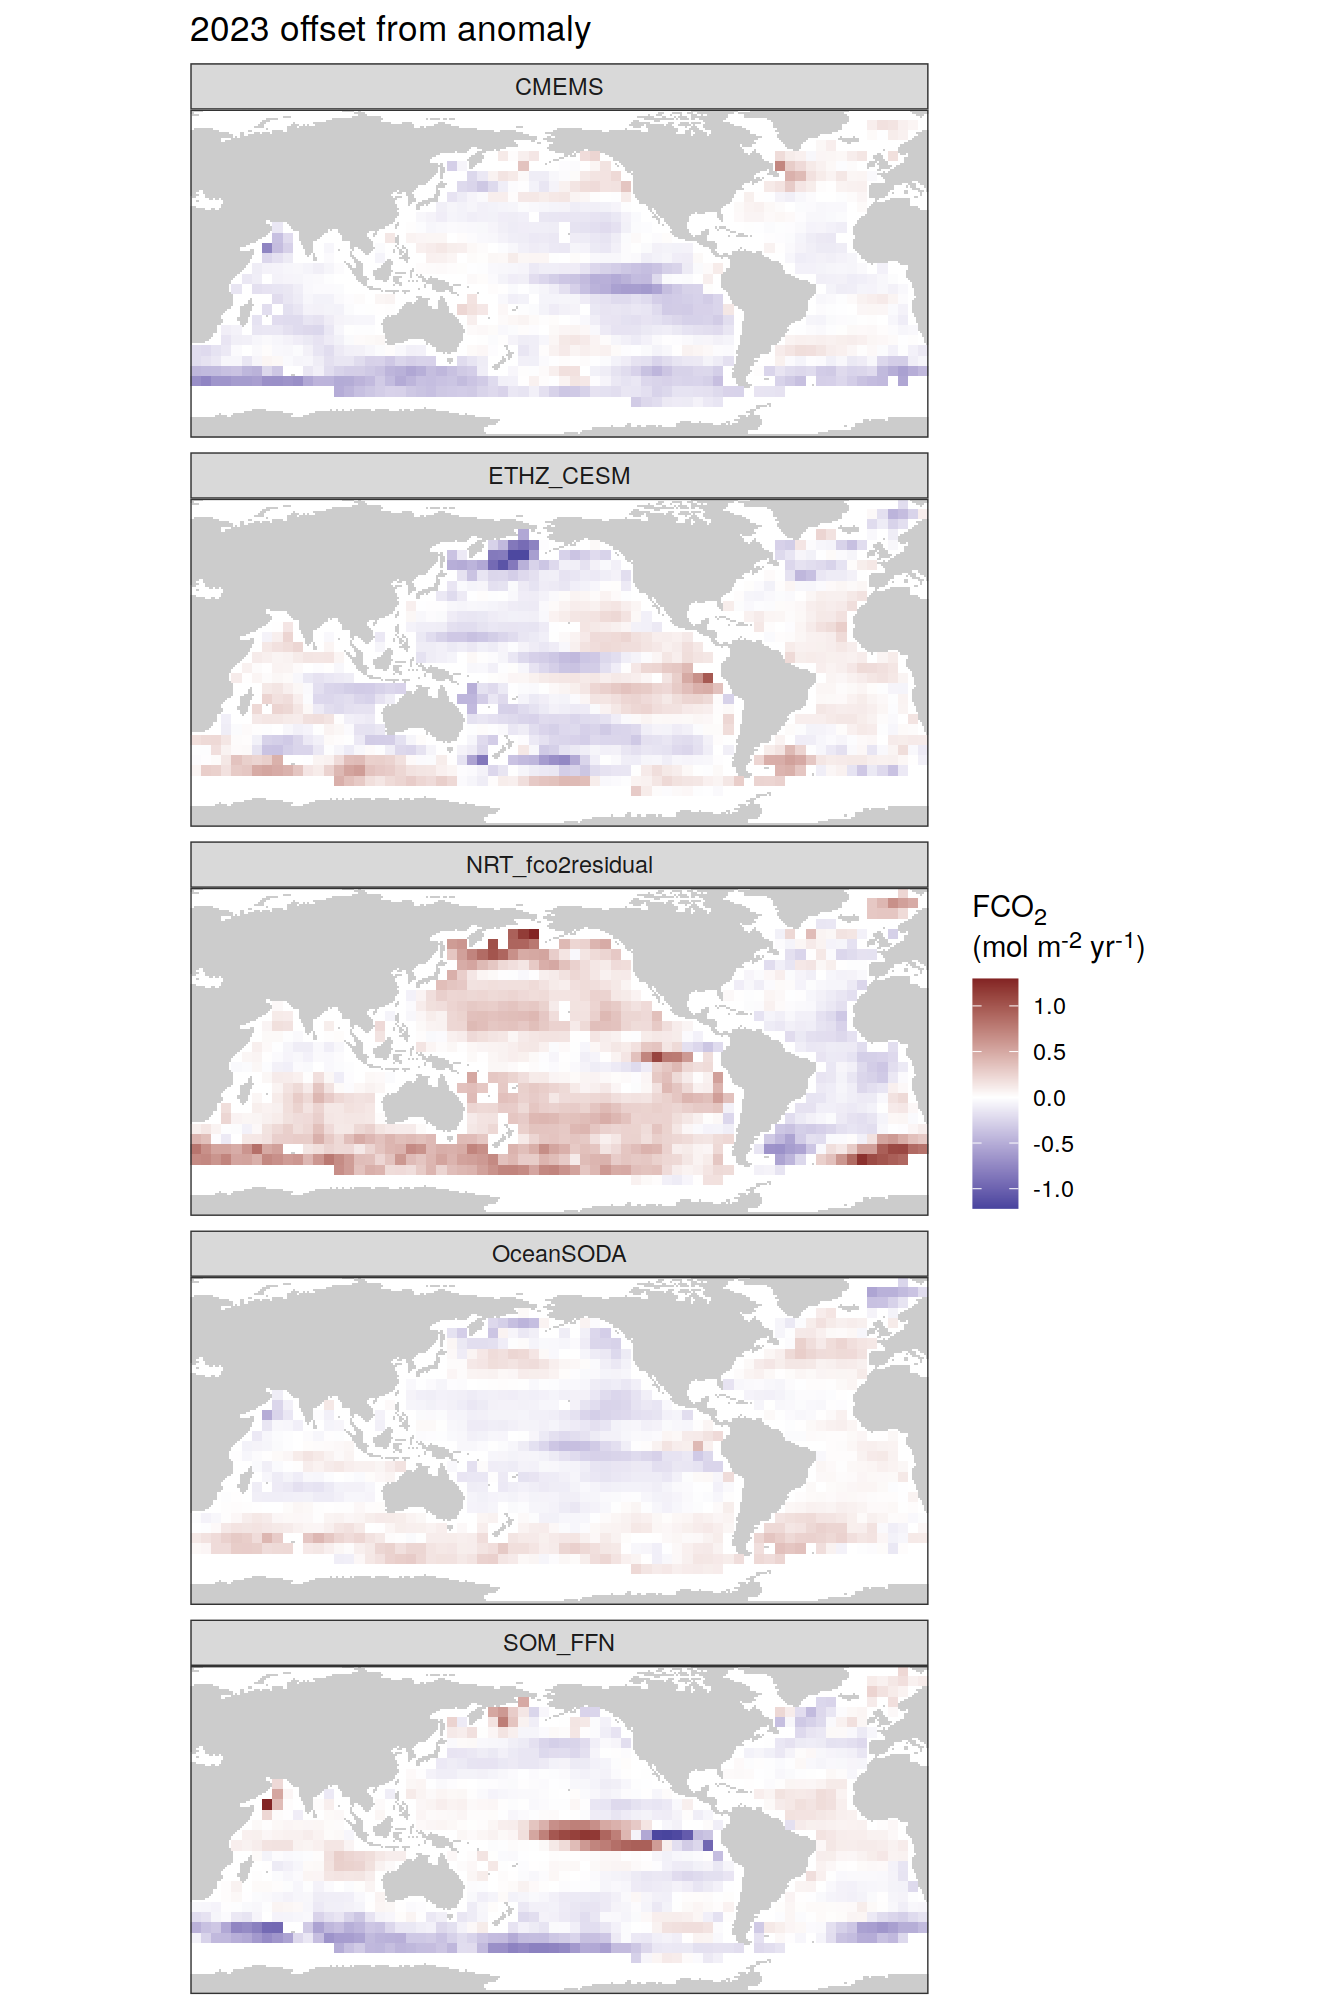 2023 offset from anomaly
CMEMS
ETHZ_CESM
NRT_fco2residual
FCO₂
(mol m⁻² yr⁻¹)
1.0
0.5
0.0
-0.5
-1.0
OceanSODA
SOM_FFN